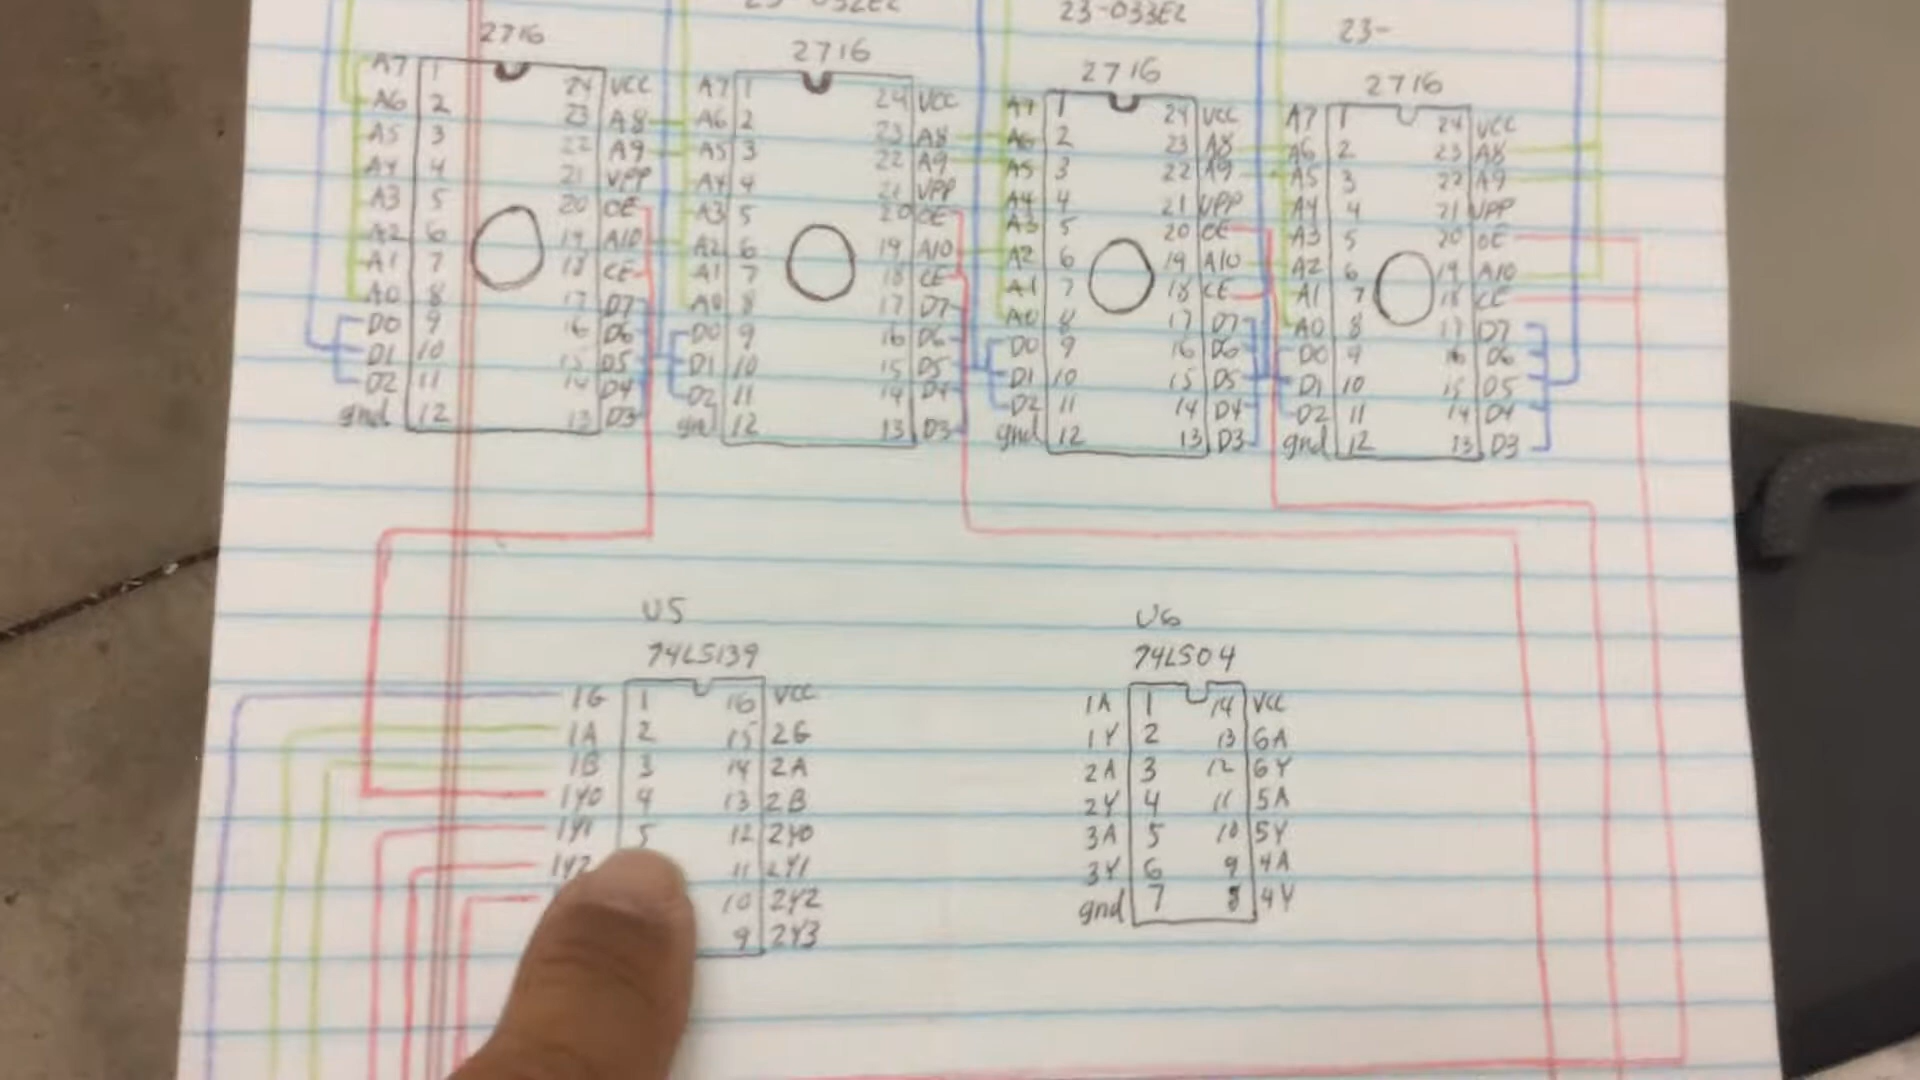 23-032E2
23-033E2
23-
2716
A7 1 24 VCC
A6 2 23 A8
A5 3 22 A9
A4 4 21 VPP
A3 5 20 OE
A2 6 19 A10
A1 7 18 CE
A0 8 17 D7
D0 9 16 D6
D1 10 15 D5
D2 11 14 D4
gnd 12 13 D3
2716
A7 1 24 VCC
A6 2 23 A8
A5 3 22 A9
A4 4 21 VPP
A3 5 20 OE
A2 6 19 A10
A1 7 18 CE
A0 8 17 D7
D0 9 16 D6
D1 10 15 D5
D2 11 14 D4
gnd 12 13 D3
2716
A7 1 24 VCC
A6 2 23 A8
A5 3 22 A9
A4 4 21 VPP
A3 5 20 OE
A2 6 19 A10
A1 7 18 CE
A0 8 17 D7
D0 9 16 D6
D1 10 15 D5
D2 11 14 D4
gnd 12 13 D3
2716
A7 1 24 VCC
A6 2 23 A8
A5 3 22 A9
A4 4 21 VPP
A3 5 20 OE
A2 6 19 A10
A1 7 18 CE
A0 8 17 D7
D0 9 16 D6
D1 10 15 D5
D2 11 14 D4
gnd 12 13 D3
U5
74LS139
1G 1 16 VCC
1A 2 15 2G
1B 3 14 2A
1Y0 4 13 2B
1Y1 5 12 2Y0
1Y2 11 2Y1
10 2Y2
9 2Y3
U6
74LS04
1A 1 14 VCC
1Y 2 13 6A
2A 3 12 6Y
2Y 4 11 5A
3A 5 10 5Y
3Y 6 9 4A
gnd 7 8 4Y